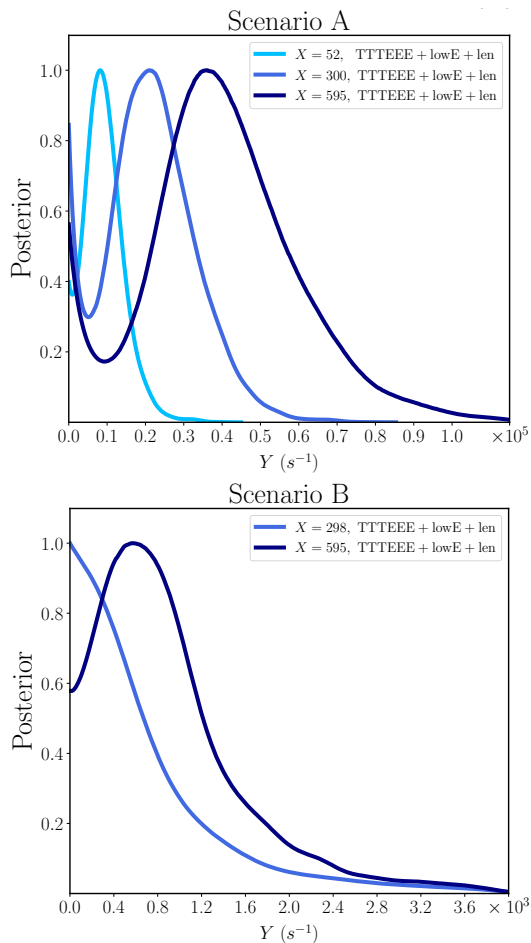 Scenario A
X = 52, TTTEEE + lowE + len
X = 300, TTTEEE + lowE + len
X = 595, TTTEEE + lowE + len
1.0
0.8
0.6
0.4
0.2
Posterior
0.0 0.1 0.2 0.3 0.4 0.5 0.6 0.7 0.8 0.9 1.0 ×10⁵
Y (s⁻¹)
Scenario B
X = 298, TTTEEE + lowE + len
X = 595, TTTEEE + lowE + len
1.0
0.8
0.6
0.4
0.2
Posterior
0.0 0.4 0.8 1.2 1.6 2.0 2.4 2.8 3.2 3.6 × 10³
Y (s⁻¹)